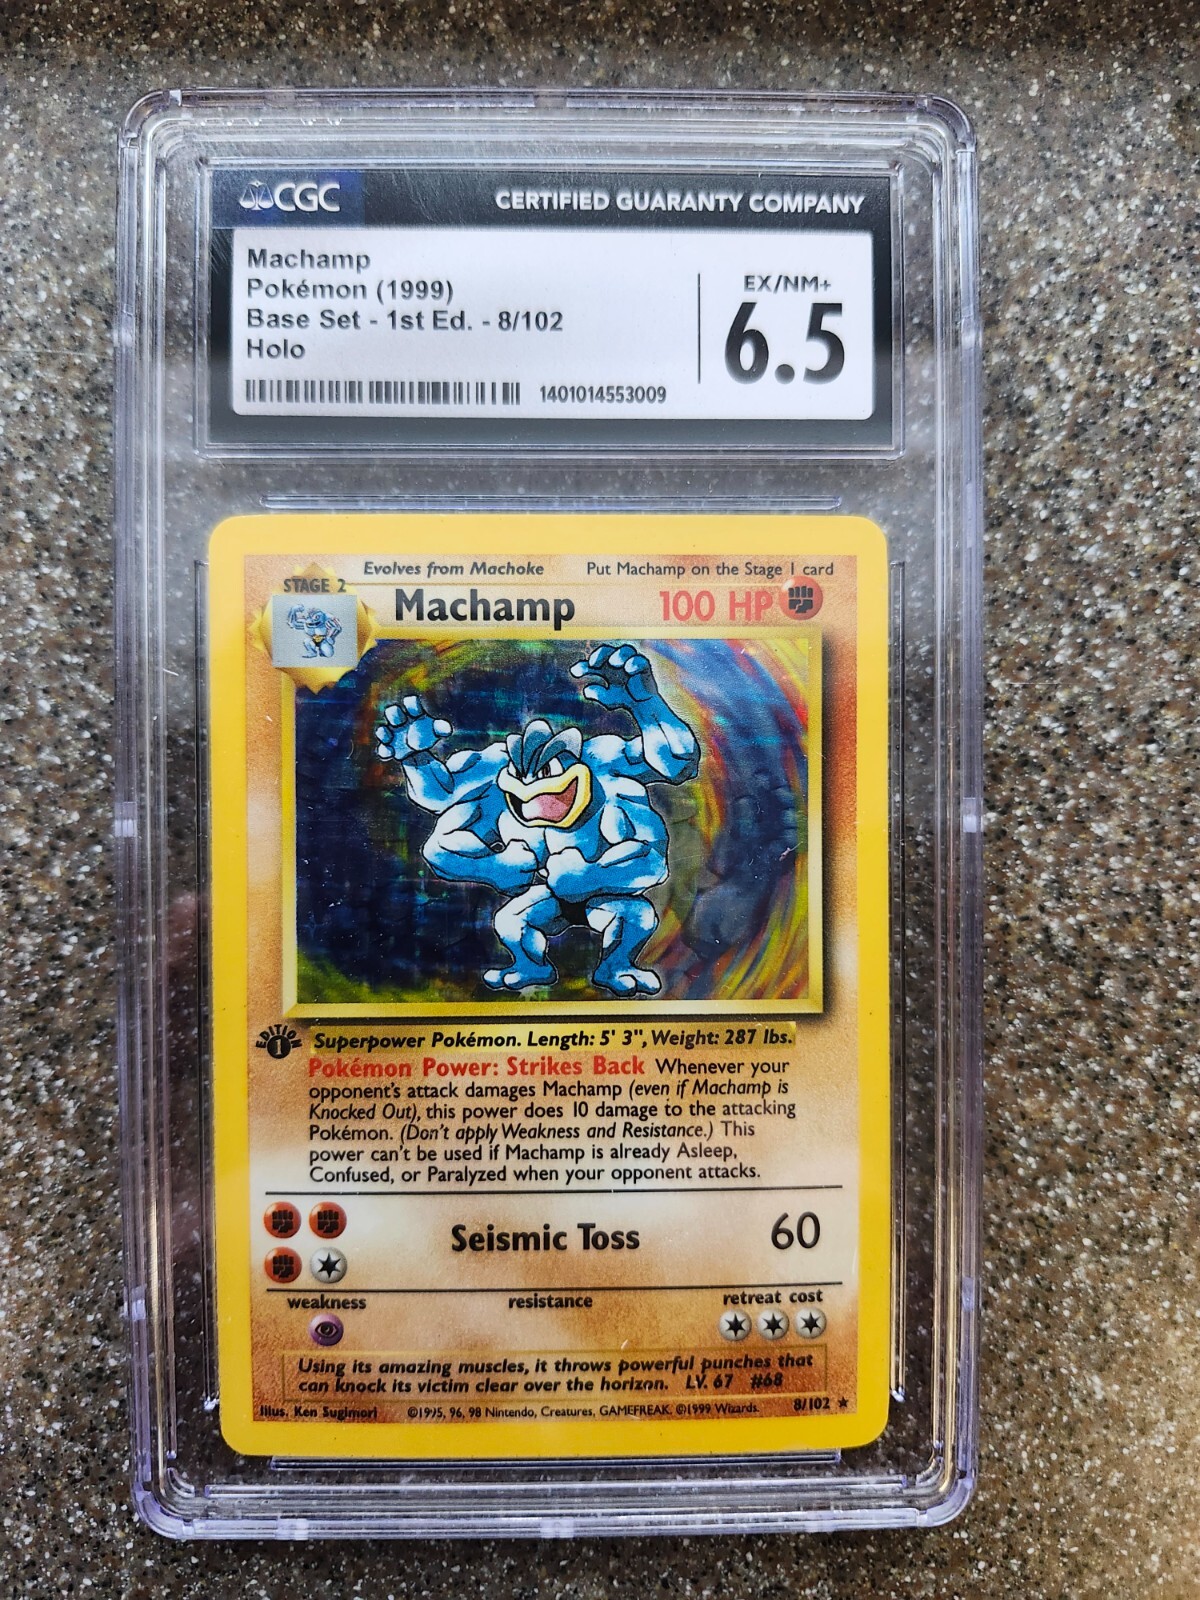 CGC
CERTIFIED GUARANTY COMPANY
Machamp
Pokémon (1999)
Base Set - 1st Ed. - 8/102
Holo
1401014553009
EX/NM+
6.5
Evolves from Machoke
Put Machamp on the Stage 1 card
STAGE 2
Machamp
100 HP
EDITION
1
Superpower Pokémon. Length: 5' 3", Weight: 287 lbs.
Pokémon Power: Strikes Back Whenever your
opponent's attack damages Machamp (even if Machamp is
Knocked Out), this power does 10 damage to the attacking
Pokémon. (Don't apply Weakness and Resistance.) This
power can't be used if Machamp is already Asleep,
Confused, or Paralyzed when your opponent attacks.
Seismic Toss 60
weakness resistance retreat cost
Using its amazing muscles, it throws powerful punches that
can knock its victim clear over the horizon. LV. 67 #68
Illus. Ken Sugimori ©1995, 96, 98 Nintendo, Creatures, GAMEFREAK. ©1999 Wizards. 8/102 ★